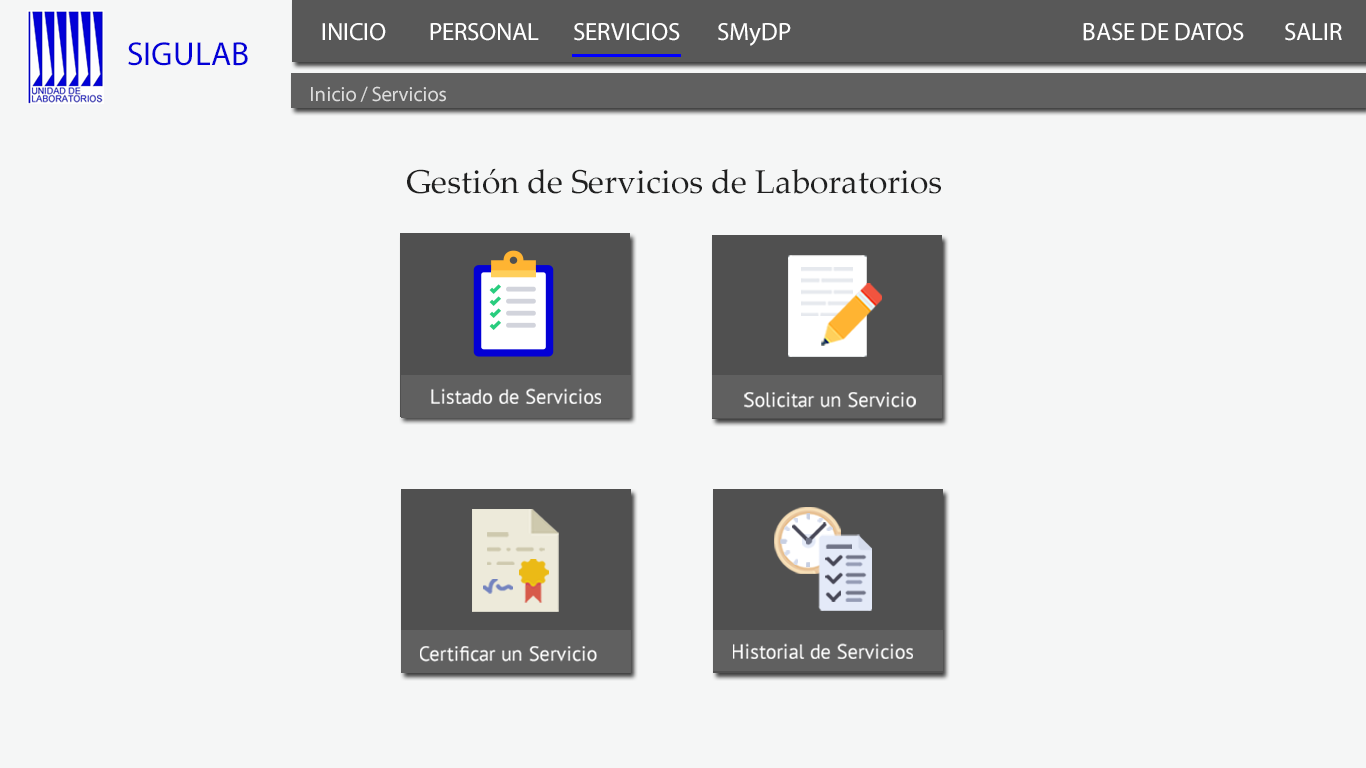 UNIDAD DE
LABORATORIOS
SIGULAB
INICIO
PERSONAL
SERVICIOS
SMyDP
BASE DE DATOS
SALIR
Inicio / Servicios
Gestión de Servicios de Laboratorios
Listado de Servicios
Solicitar un Servicio
Certificar un Servicio
Historial de Servicios